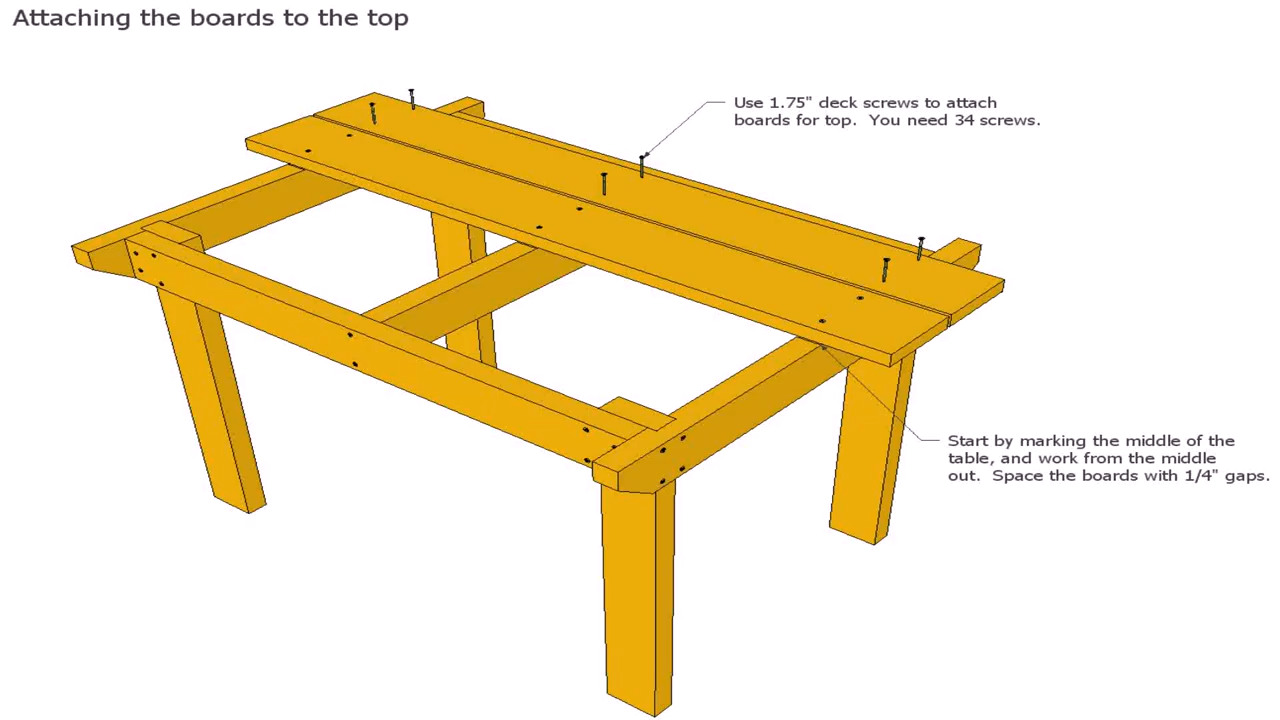 Attaching the boards to the top
Use 1.75" deck screws to attach
boards for top.  You need 34 screws.
Start by marking the middle of the
table, and work from the middle
out.  Space the boards with 1/4" gaps.